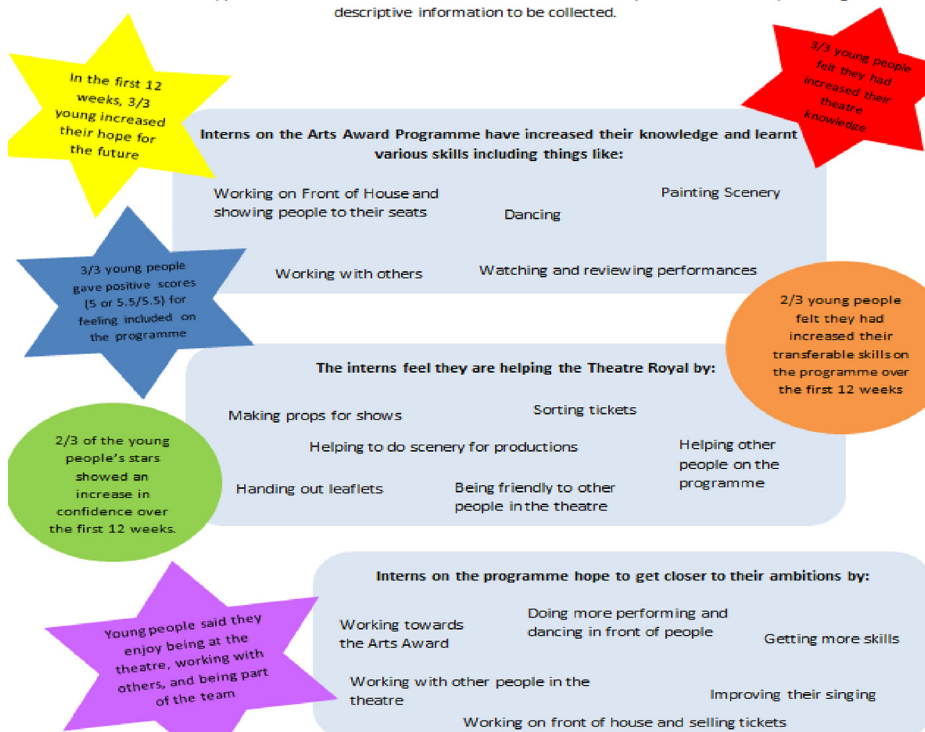 descriptive information to be collected.
In the first 12
weeks, 3/3
young increased
their hope for
the future
3/3 young people
felt they had
increased their
theatre
knowledge
Interns on the Arts Award Programme have increased their knowledge and learnt
various skills including things like:
Working on Front of House and
showing people to their seats
Dancing
Painting Scenery
Working with others
Watching and reviewing performances
3/3 young people
gave positive scores
(5 or 5.5/5.5) for
feeling included on
the programme
2/3 young people
felt they had
increased their
transferable skills on
the programme over
the first 12 weeks
The interns feel they are helping the Theatre Royal by:
Making props for shows
Sorting tickets
Helping to do scenery for productions
Helping other
people on the
programme
Handing out leaflets
Being friendly to other
people in the theatre
2/3 of the young
people's stars
showed an
increase in
confidence over
the first 12 weeks.
Interns on the programme hope to get closer to their ambitions by:
Working towards
the Arts Award
Doing more performing and
dancing in front of people
Getting more skills
Working with other people in the
theatre
Improving their singing
Working on front of house and selling tickets
Young people said they
enjoy being at the
theatre, working with
others, and being part
of the team